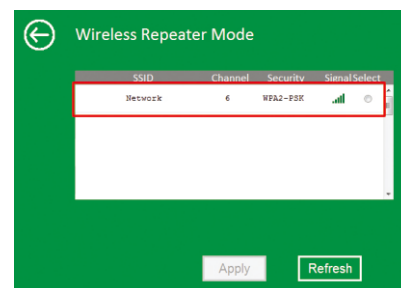 Wireless Repeater Mode
SSID Channel Security Signal Select
Network 6 WPA2-PSK
Apply Refresh